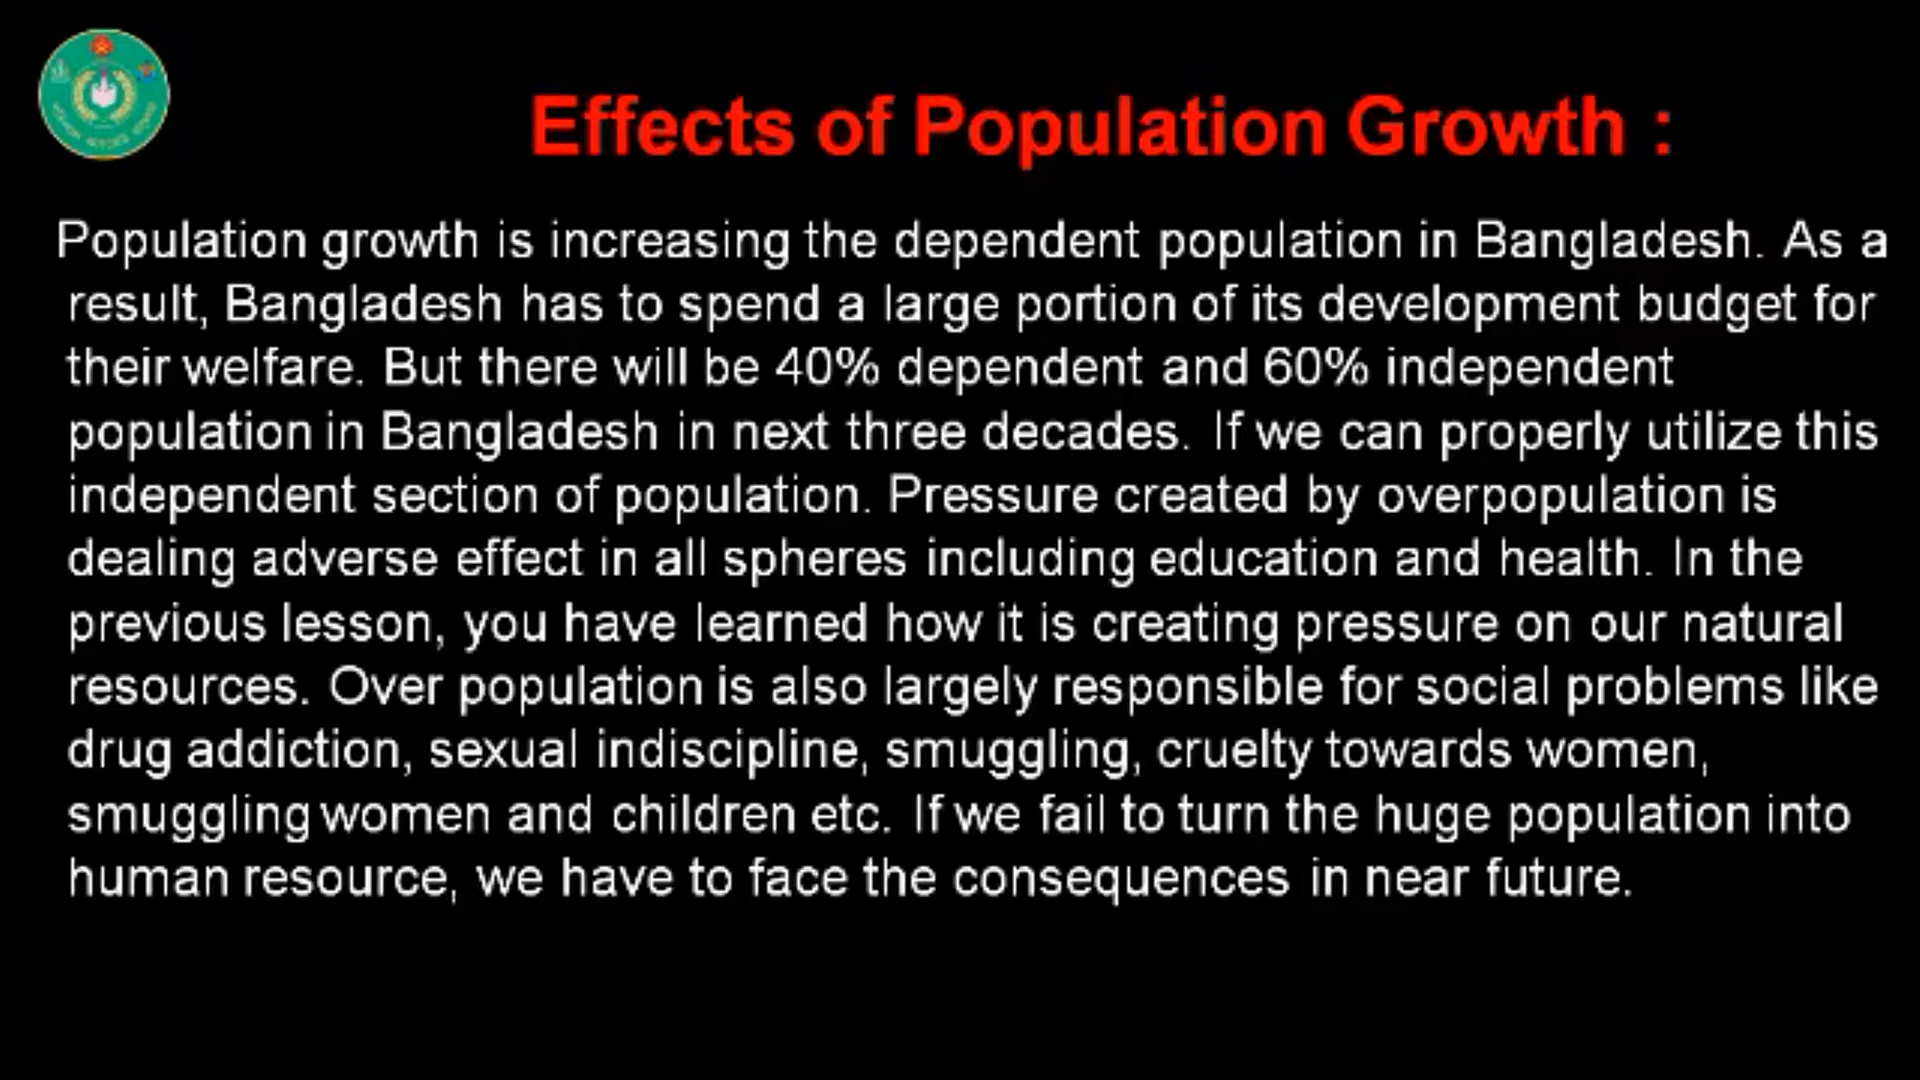 Effects of Population Growth :
Population growth is increasing the dependent population in Bangladesh. As a
result, Bangladesh has to spend a large portion of its development budget for
their welfare. But there will be 40% dependent and 60% independent
population in Bangladesh in next three decades. If we can properly utilize this
independent section of population. Pressure created by overpopulation is
dealing adverse effect in all spheres including education and health. In the
previous lesson, you have learned how it is creating pressure on our natural
resources. Over population is also largely responsible for social problems like
drug addiction, sexual indiscipline, smuggling, cruelty towards women,
smuggling women and children etc. If we fail to turn the huge population into
human resource, we have to face the consequences in near future.